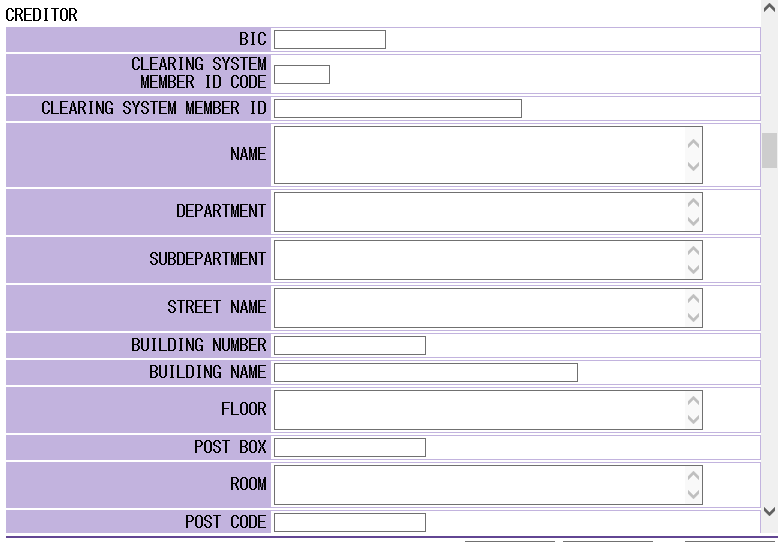 CREDITOR
BIC
CLEARING SYSTEM
MEMBER ID CODE
CLEARING SYSTEM MEMBER ID
NAME
DEPARTMENT
SUBDEPARTMENT
STREET NAME
BUILDING NUMBER
BUILDING NAME
FLOOR
POST BOX
ROOM
POST CODE